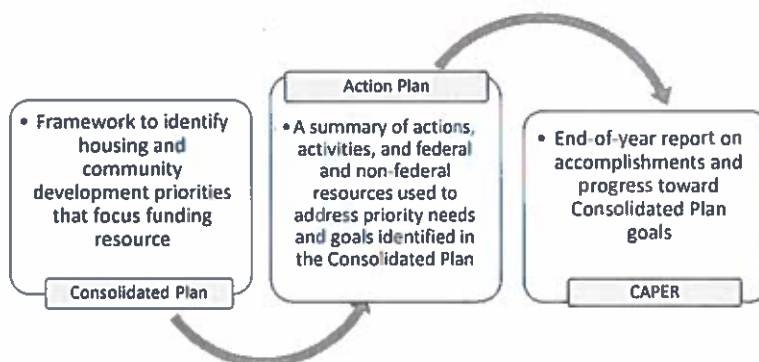 • Framework to identify
housing and
community
development priorities
that focus funding
resource
Consolidated Plan
Action Plan
• A summary of actions,
activities, and federal
and non-federal
resources used to
address priority needs
and goals identified in
the Consolidated Plan
• End-of-year report on
accomplishments and
progress toward
Consolidated Plan
goals
CAPER